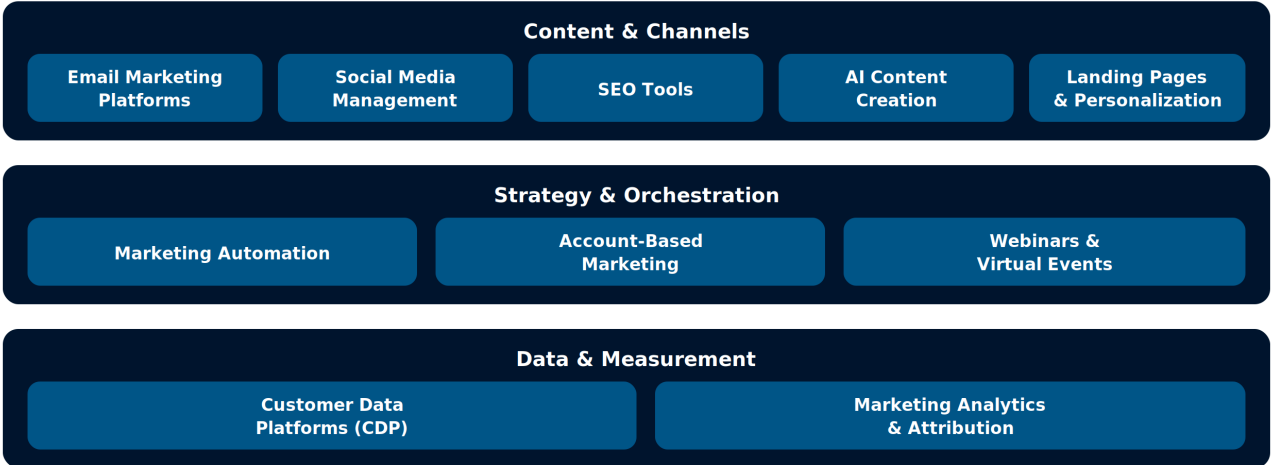 Content & Channels
Email Marketing
Platforms
Social Media
Management
SEO Tools
AI Content
Creation
Landing Pages
& Personalization
Strategy & Orchestration
Marketing Automation
Account-Based
Marketing
Webinars &
Virtual Events
Data & Measurement
Customer Data
Platforms (CDP)
Marketing Analytics
& Attribution